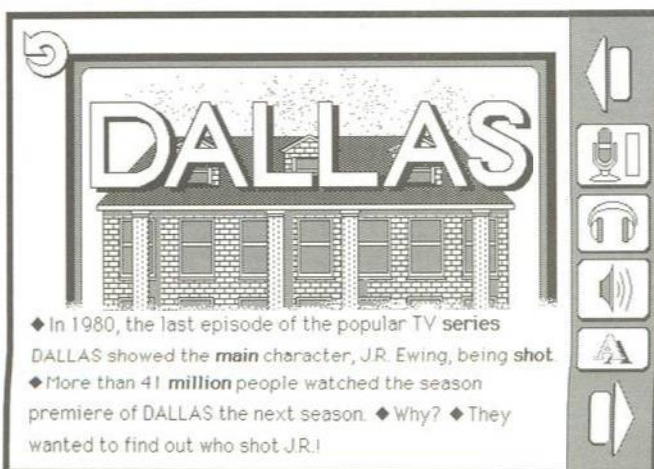 DALLAS
◆ In 1980, the last episode of the popular TV series
DALLAS showed the main character, J.R. Ewing, being shot.
◆ More than 41 million people watched the season
premiere of DALLAS the next season. ◆ Why? ◆ They
wanted to find out who shot J.R.!
A